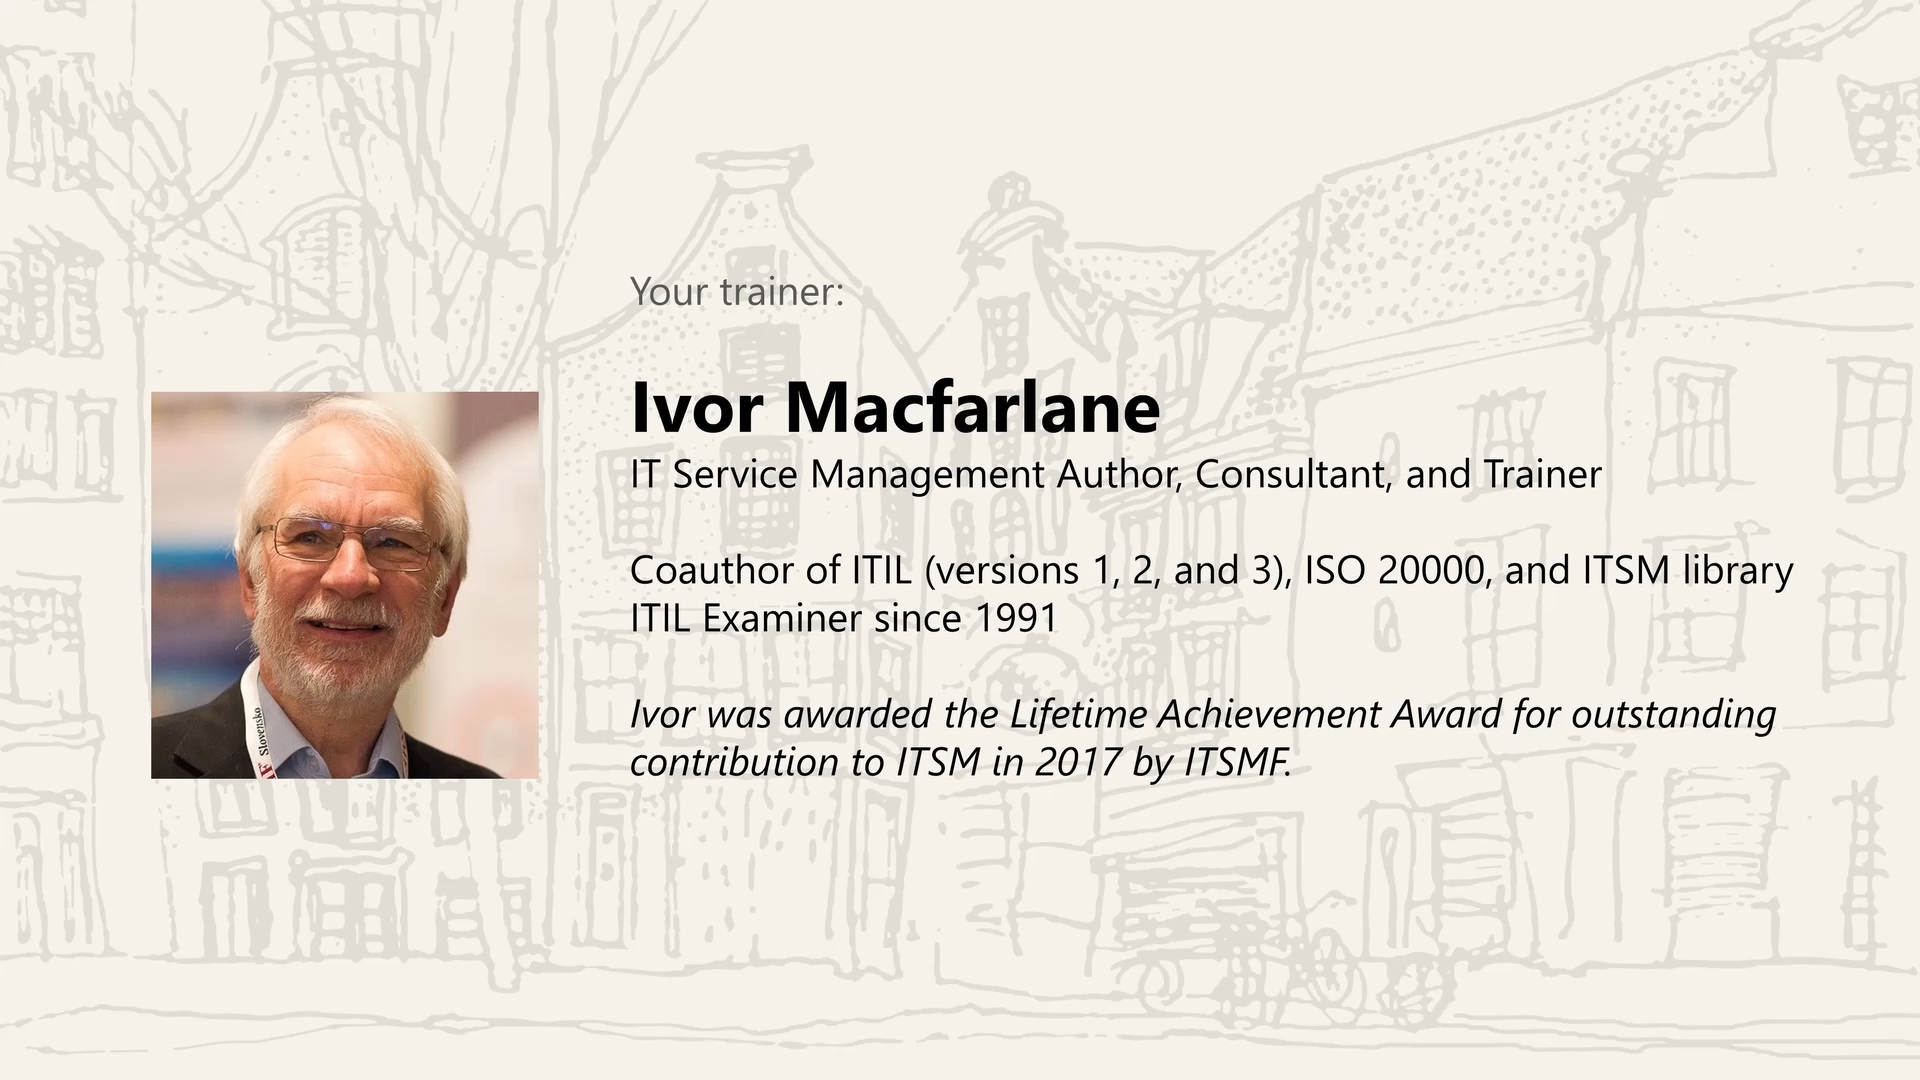 Your trainer:
Ivor Macfarlane
IT Service Management Author, Consultant, and Trainer
Coauthor of ITIL (versions 1, 2, and 3), ISO 20000, and ITSM library
ITIL Examiner since 1991
Ivor was awarded the Lifetime Achievement Award for outstanding
contribution to ITSM in 2017 by ITSMF.
Slovensko